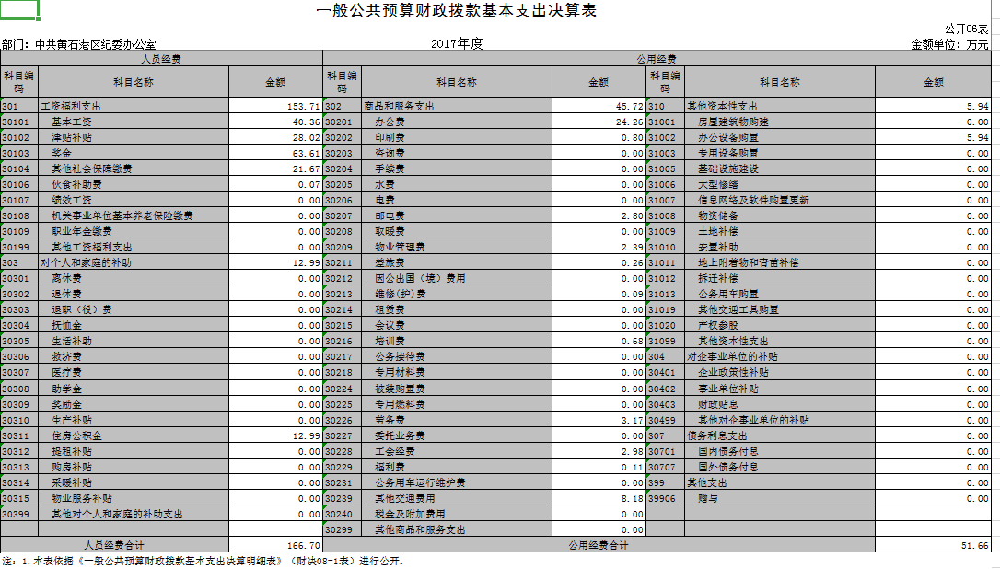 一般公共预算财政拨款基本支出决算表
公开06表
部门：中共黄石港区纪委办公室 2017年度 金额单位：万元
人员经费 公用经费
科目编码 科目名称 金额 科目编码 科目名称 金额 科目编码 科目名称 金额
301 工资福利支出 153.71 302 商品和服务支出 45.72 310 其他资本性支出 5.94
30101 基本工资 40.36 30201 办公费 24.26 31001 房屋建筑物购建 0.00
30102 津贴补贴 28.02 30202 印刷费 0.80 31002 办公设备购置 5.94
30103 奖金 63.61 30203 咨询费 0.00 31003 专用设备购置 0.00
30104 其他社会保障缴费 21.67 30204 手续费 0.00 31005 基础设施建设 0.00
30106 伙食补助费 0.07 30205 水费 0.00 31006 大型修缮 0.00
30107 绩效工资 0.00 30206 电费 0.00 31007 信息网络及软件购置更新 0.00
30108 机关事业单位基本养老保险缴费 0.00 30207 邮电费 2.80 31008 物资储备 0.00
30109 职业年金缴费 0.00 30208 取暖费 0.00 31009 土地补偿 0.00
30199 其他工资福利支出 0.00 30209 物业管理费 2.39 31010 安置补助 0.00
303 对个人和家庭的补助 12.99 30211 差旅费 0.26 31011 地上附着物和青苗补偿 0.00
30301 离休费 0.00 30212 因公出国（境）费用 0.00 31012 拆迁补偿 0.00
30302 退休费 0.00 30213 维修(护)费 0.09 31013 公务用车购置 0.00
30303 退职（役）费 0.00 30214 租赁费 0.00 31019 其他交通工具购置 0.00
30304 抚恤金 0.00 30215 会议费 0.00 31020 产权参股 0.00
30305 生活补助 0.00 30216 培训费 0.68 31099 其他资本性支出 0.00
30306 救济费 0.00 30217 公务接待费 0.00 304 对企事业单位的补贴 0.00
30307 医疗费 0.00 30218 专用材料费 0.00 30401 企业政策性补贴 0.00
30308 助学金 0.00 30224 被装购置费 0.00 30402 事业单位补贴 0.00
30309 奖励金 0.00 30225 专用燃料费 0.00 30403 财政贴息 0.00
30310 生产补贴 0.00 30226 劳务费 3.17 30499 其他对企事业单位的补贴 0.00
30311 住房公积金 12.99 30227 委托业务费 0.00 307 债务利息支出 0.00
30312 提租补贴 0.00 30228 工会经费 2.98 30701 国内债务付息 0.00
30313 购房补贴 0.00 30229 福利费 0.11 30707 国外债务付息 0.00
30314 采暖补贴 0.00 30231 公务用车运行维护费 0.00 399 其他支出 0.00
30315 物业服务补贴 0.00 30239 其他交通费用 8.18 39906 赠与 0.00
30399 其他对个人和家庭的补助支出 0.00 30240 税金及附加费用 0.00
30299 其他商品和服务支出 0.00
人员经费合计 166.70 公用经费合计 51.66
注：1.本表依据《一般公共预算财政拨款基本支出决算明细表》（财决08-1表）进行公开。